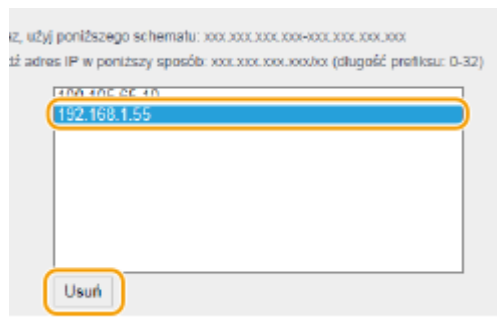 z, użyj poniższego schematu: xxx.xxx.xxx.xxx-xxx.xxx.xxx.xxx
dź adres IP w poniższy sposób: xxx.xxx.xxx.xxx/xx (długość prefiksu: 0-32)
192.168.1.55
Usuń